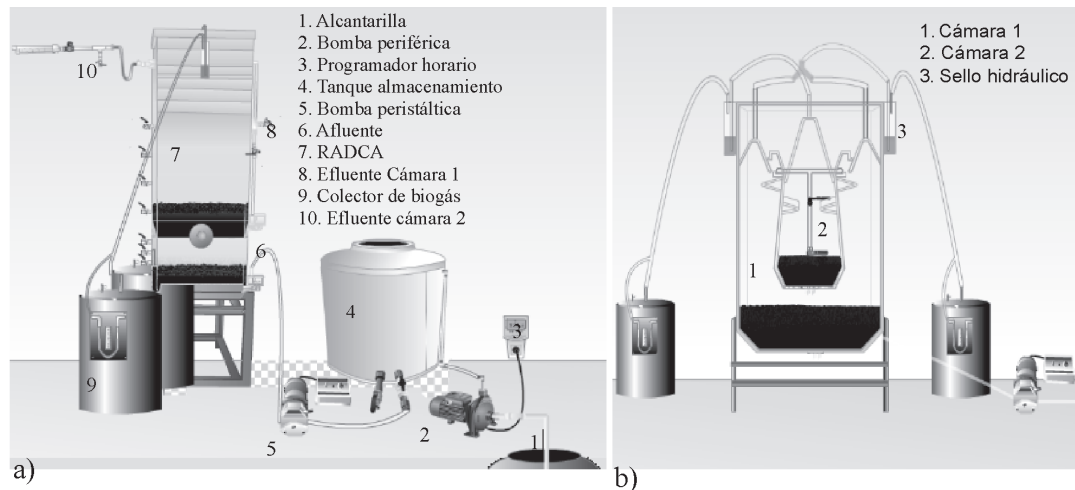 1. Alcantarilla
2. Bomba periférica
3. Programador horario
4. Tanque almacenamiento
5. Bomba peristáltica
6. Afluente
7. RADCA
8. Efluente Cámara 1
9. Colector de biogás
10. Efluente cámara 2
10
8
7
6
4
3
9
2
1
5
a)
1. Cámara 1
2. Cámara 2
3. Sello hidráulico
3
2
1
b)